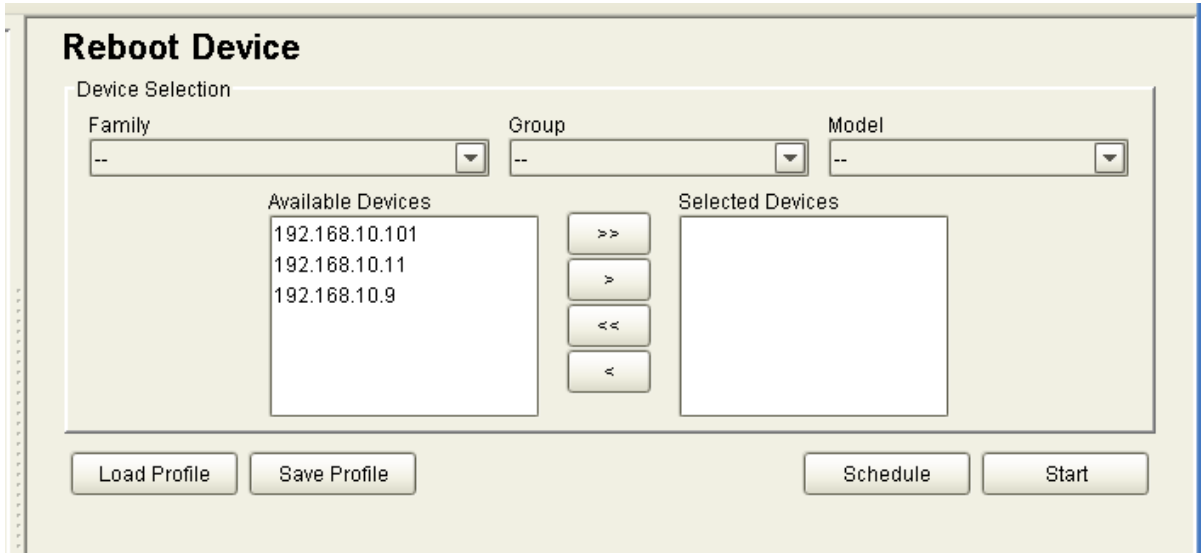 Reboot Device
Device Selection
Family Group Model
-- -- --
Available Devices Selected Devices
192.168.10.101
192.168.10.11
192.168.10.9
>>
>
<<
<
Load Profile Save Profile Schedule Start